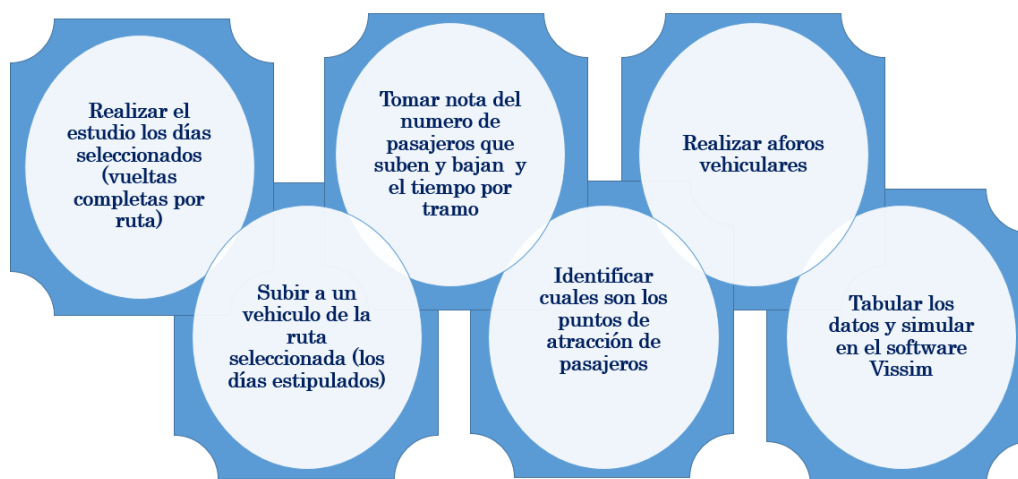 Realizar el
estudio los días
seleccionados
(vueltas
completas por
ruta)
Subir a un
vehiculo de la
ruta
seleccionada (los
días estipulados)
Tomar nota del
numero de
pasajeros que
suben y bajan y
el tiempo por
tramo
Identificar
cuales son los
puntos de
atracción de
pasajeros
Realizar aforos
vehiculares
Tabular los
datos y simular
en el software
Vissim